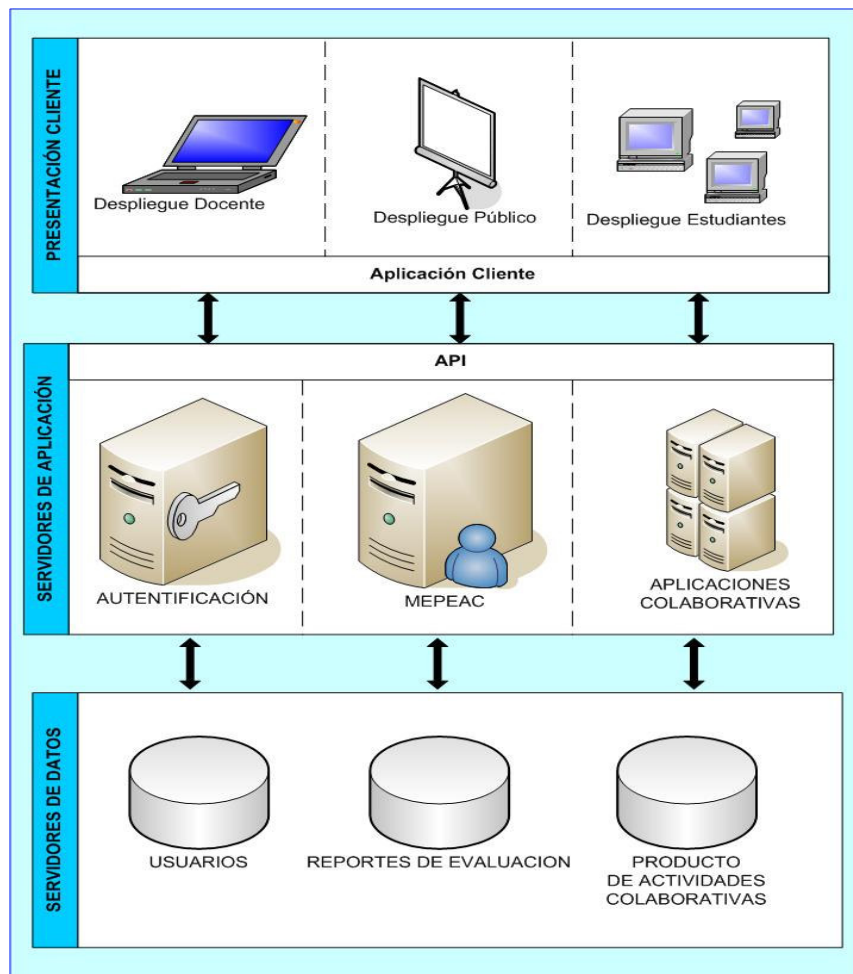 PRESENTACIÓN CLIENTE
Despliegue Docente
Despliegue Público
Despliegue Estudiantes
Aplicación Cliente
SERVIDORES DE APLICACIÓN
API
AUTENTIFICACIÓN
MEPEAC
APLICACIONES
COLABORATIVAS
SERVIDORES DE DATOS
USUARIOS
REPORTES DE EVALUACION
PRODUCTO
DE ACTIVIDADES
COLABORATIVAS